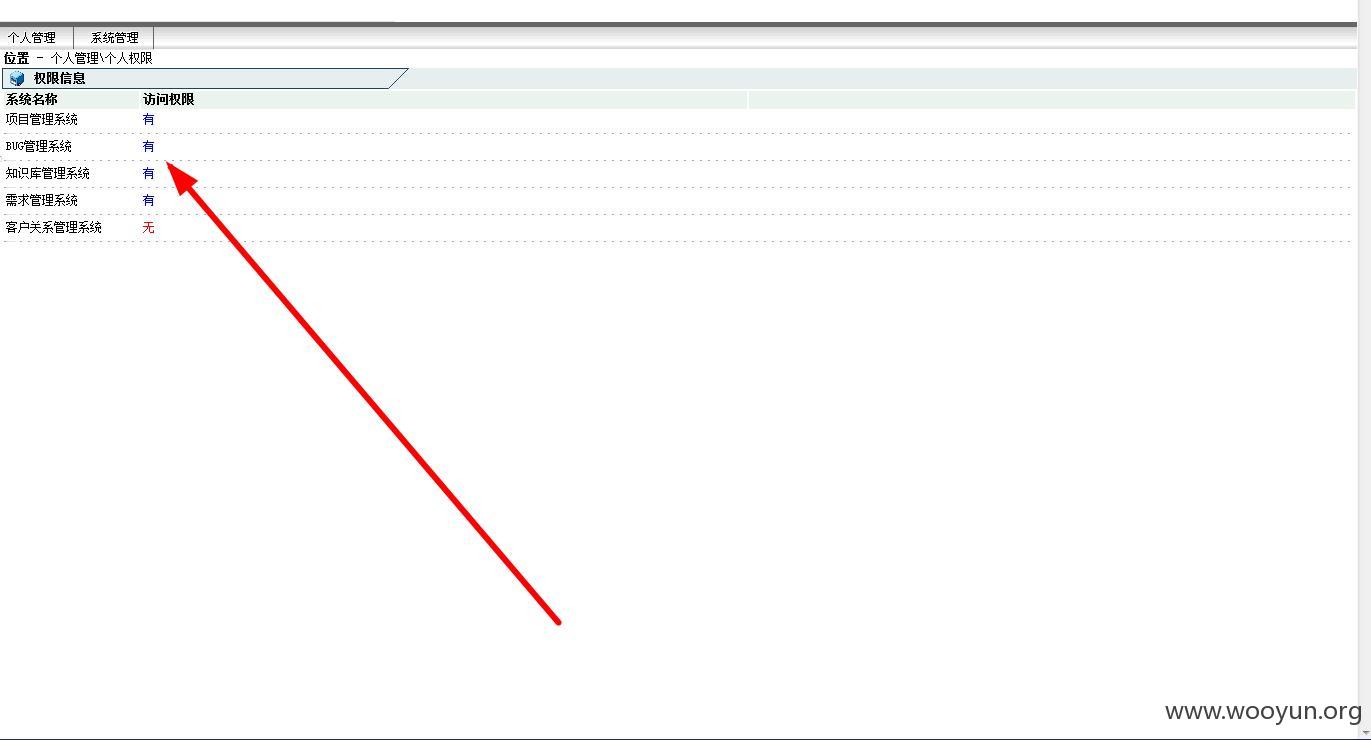 个人管理 系统管理
位置 - 个人管理\个人权限
权限信息
系统名称 访问权限
项目管理系统 有
BUG管理系统 有
知识库管理系统 有
需求管理系统 有
客户关系管理系统 无
www.wooyun.org